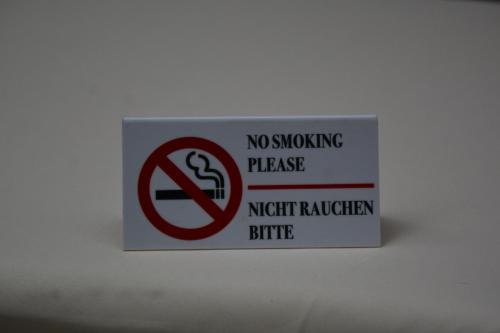 NO SMOKING
PLEASE
NICHT RAUCHEN
BITTE